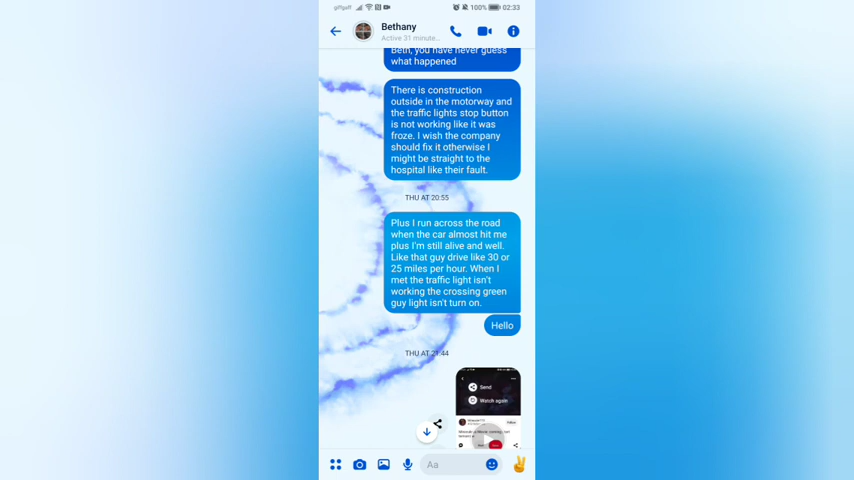 giffgaff
100%
02:33
Bethany
Active 31 minute...
Beth, you have never guess
what happened
There is construction
outside in the motorway and
the traffic lights stop button
is not working like it was
froze. I wish the company
should fix it otherwise I
might be straight to the
hospital like their fault.
THU AT 20:55
Plus I run across the road
when the car almost hit me
plus I'm still alive and well.
Like that guy drive like 30 or
25 miles per hour. When I
met the traffic light isn't
working the crossing green
guy light isn't turn on.
Hello
THU AT 21:44
Send
Watch again
Follow
Aa